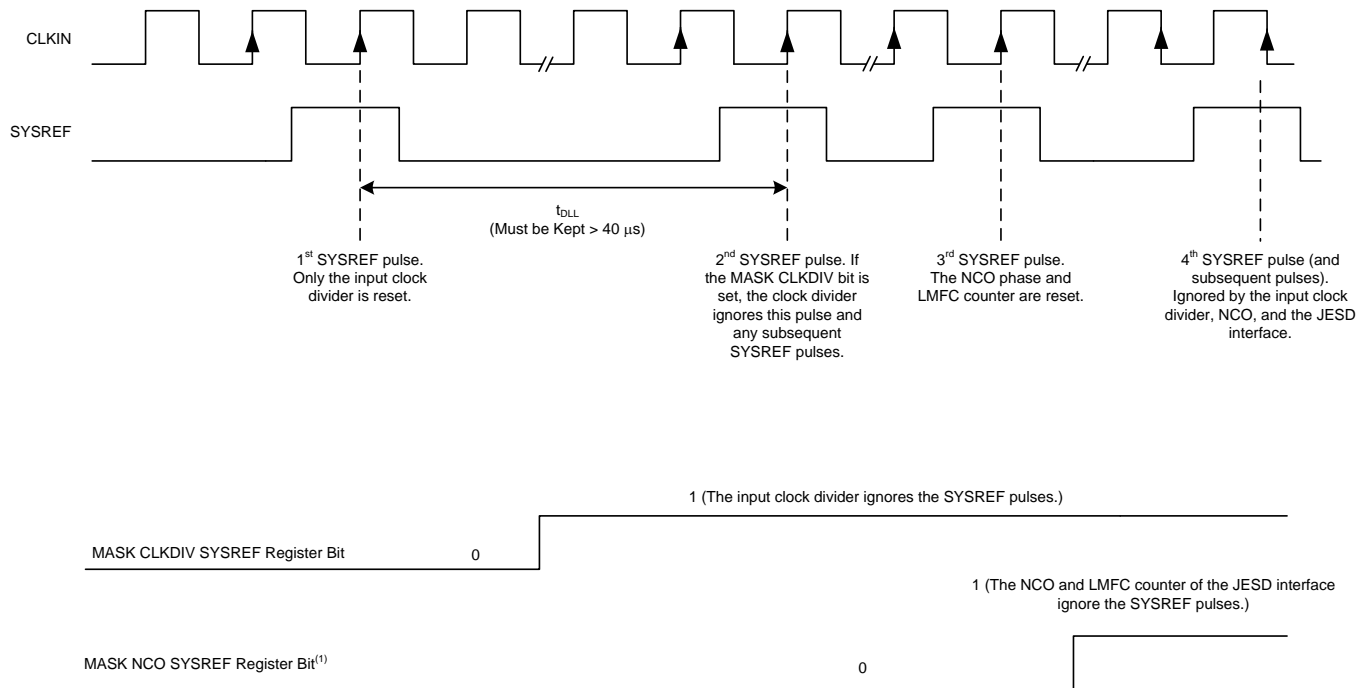 CLKIN
SYSREF
tDLL
(Must be Kept > 40 μs)
1st SYSREF pulse.
Only the input clock
divider is reset.
2nd SYSREF pulse. If
the MASK CLKDIV bit is
set, the clock divider
ignores this pulse and
any subsequent
SYSREF pulses.
3rd SYSREF pulse.
The NCO phase and
LMFC counter are reset.
4th SYSREF pulse (and
subsequent pulses).
Ignored by the input clock
divider, NCO, and the JESD
interface.
1 (The input clock divider ignores the SYSREF pulses.)
MASK CLKDIV SYSREF Register Bit
0
1 (The NCO and LMFC counter of the JESD interface
ignore the SYSREF pulses.)
MASK NCO SYSREF Register Bit(1)
0